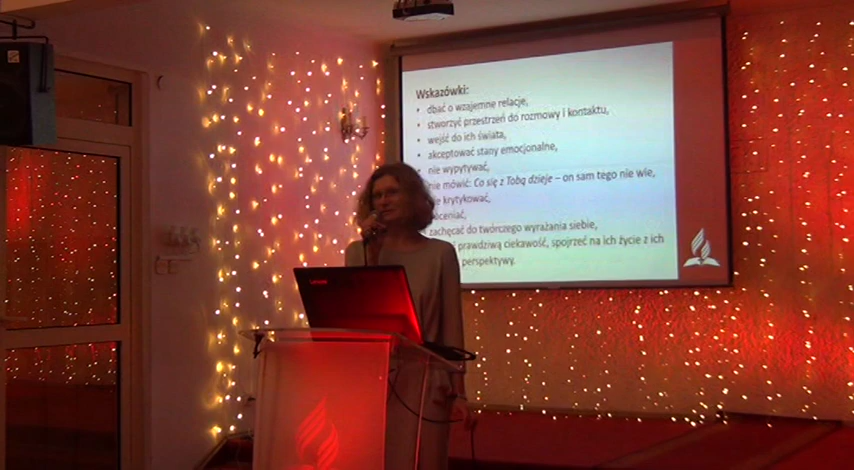 Wskazówki:
• dbać o wzajemne relacje,
• stworzyć przestrzeń do rozmowy i kontaktu,
• wejść do ich świata,
• akceptować stany emocjonalne,
nie wypytywać,
nie mówić: Co się z Tobą dzieje – on sam tego nie wie,
krytykować,
zachęcać do twórczego wyrażania siebie,
prawdziwą ciekawość, spojrzeć na ich życie z ich
perspektywy.